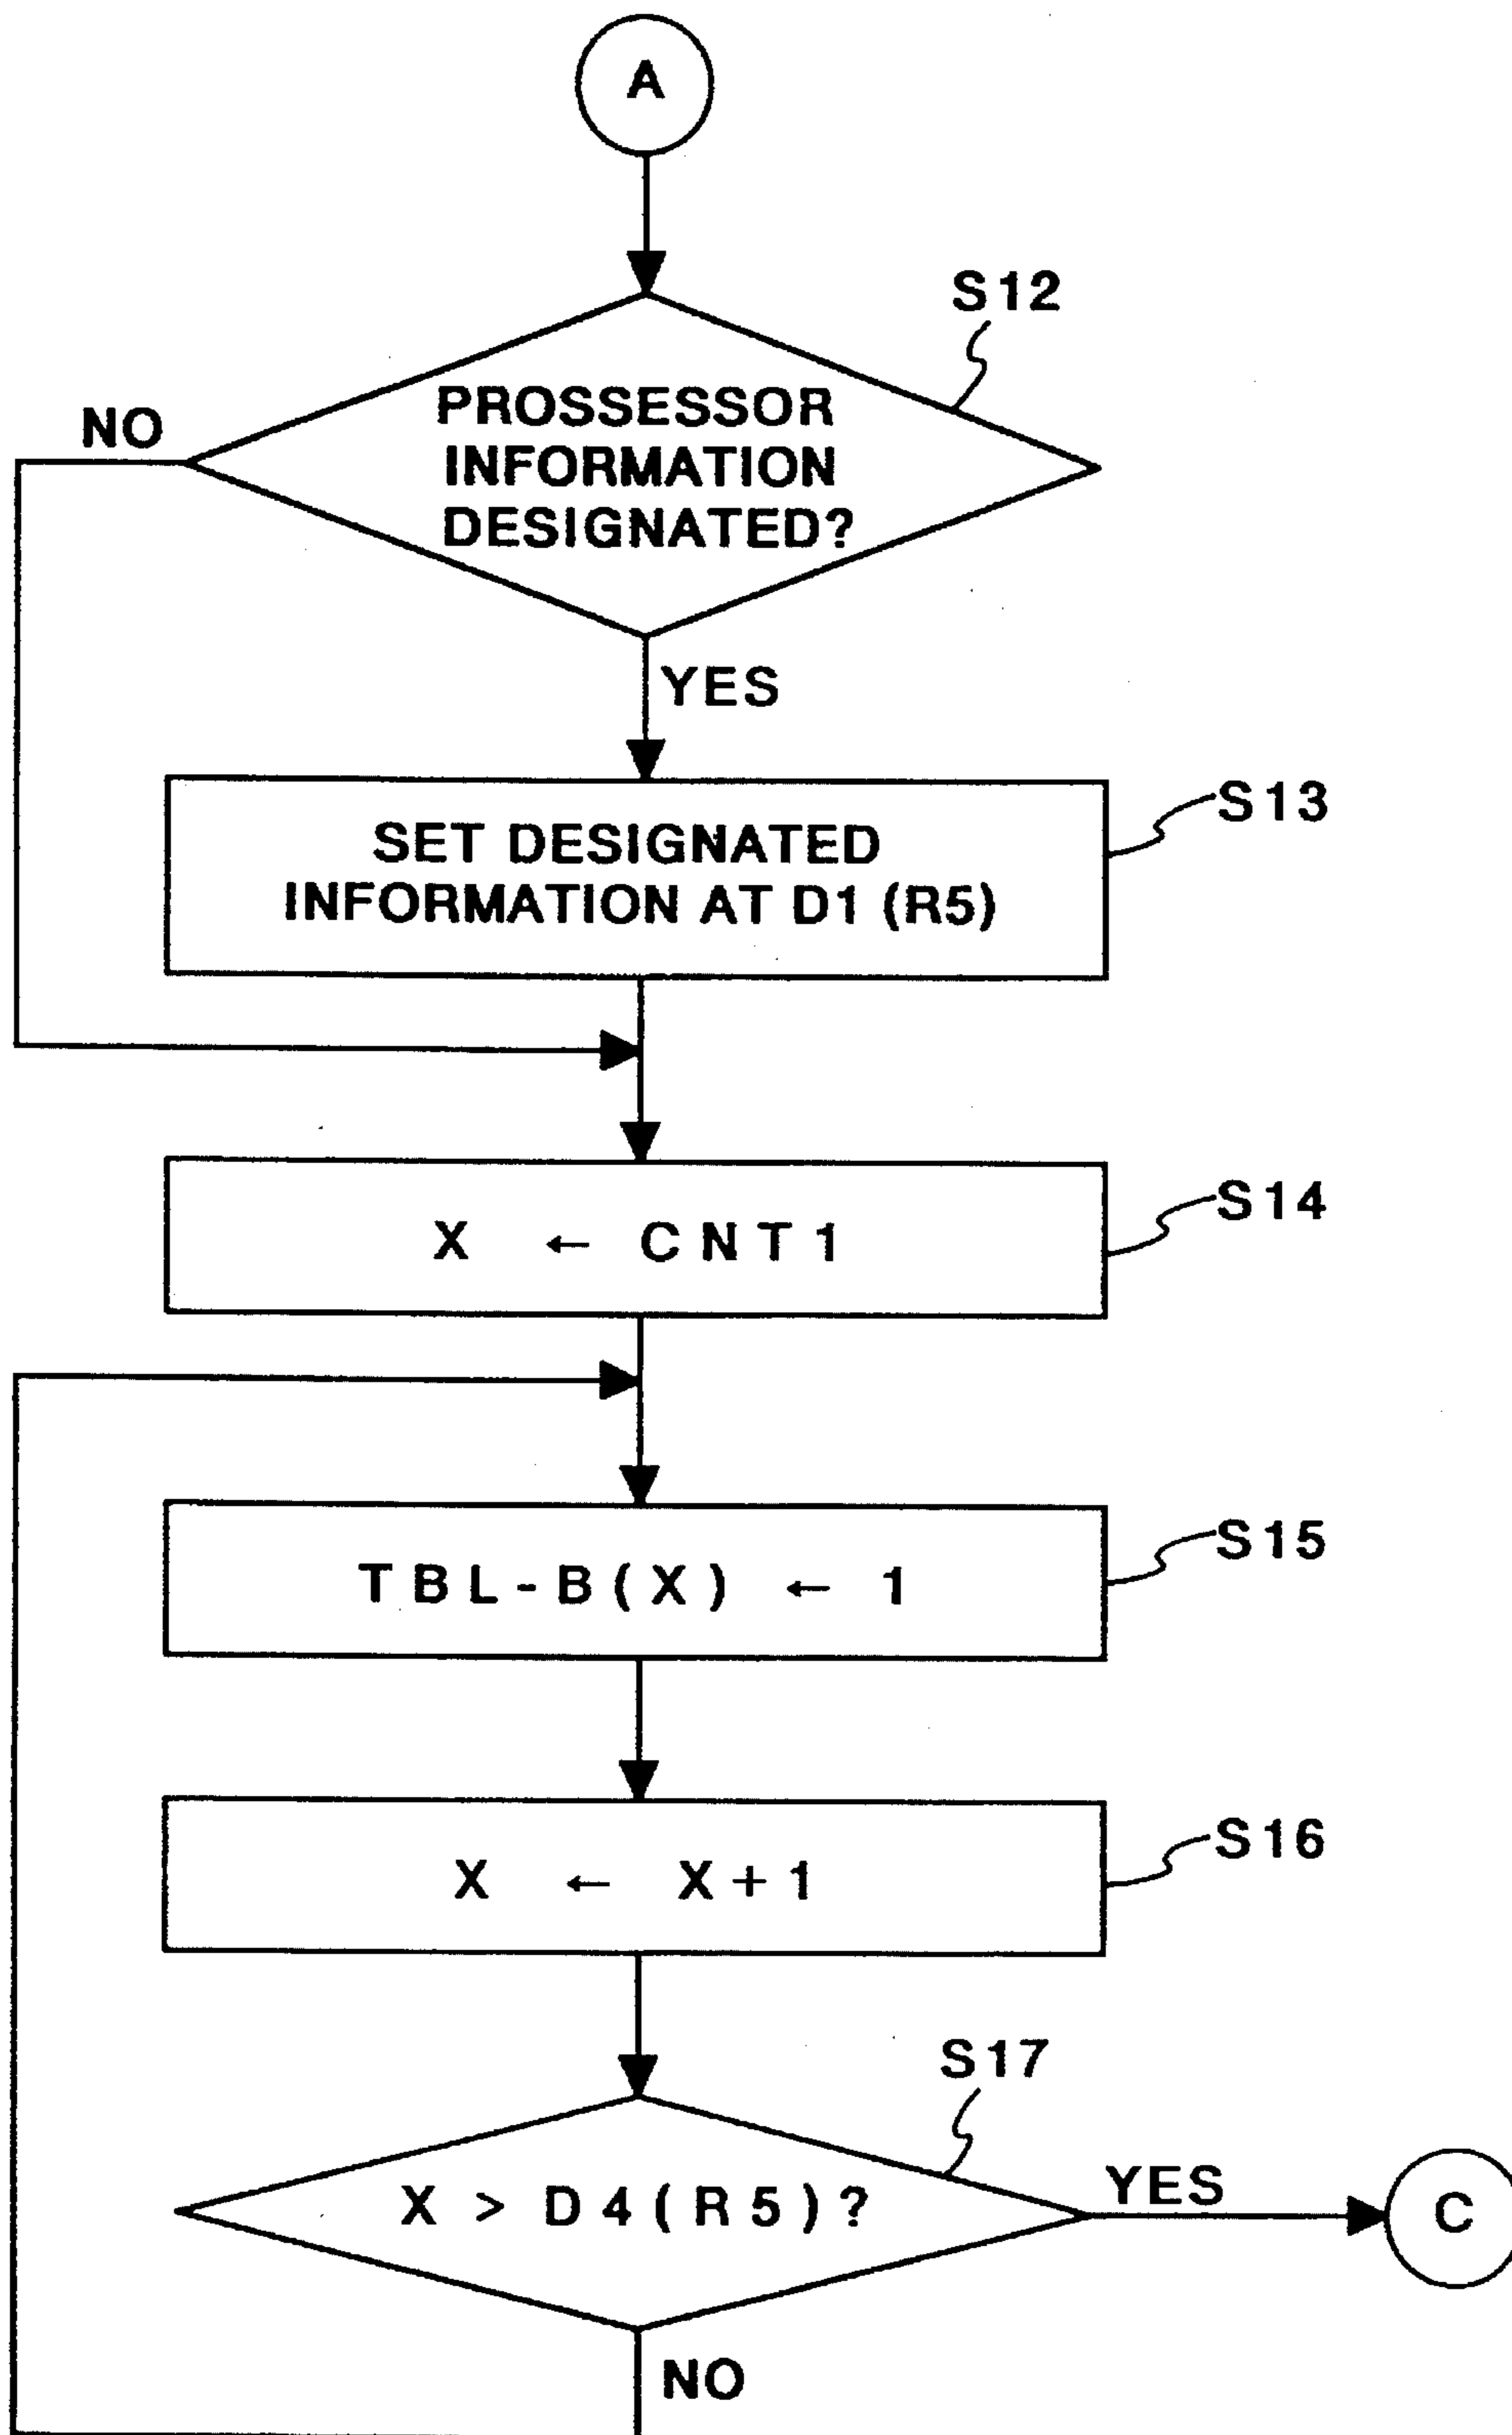 A
S12
NO
PROSSESSOR
INFORMATION
DESIGNATED?
YES
S13
SET DESIGNATED
INFORMATION AT D1 (R5)
S14
X ← CNT1
S15
TBL-B(X) ← 1
S16
X ← X+1
S17
X > D4(R5)?
YES
C
NO